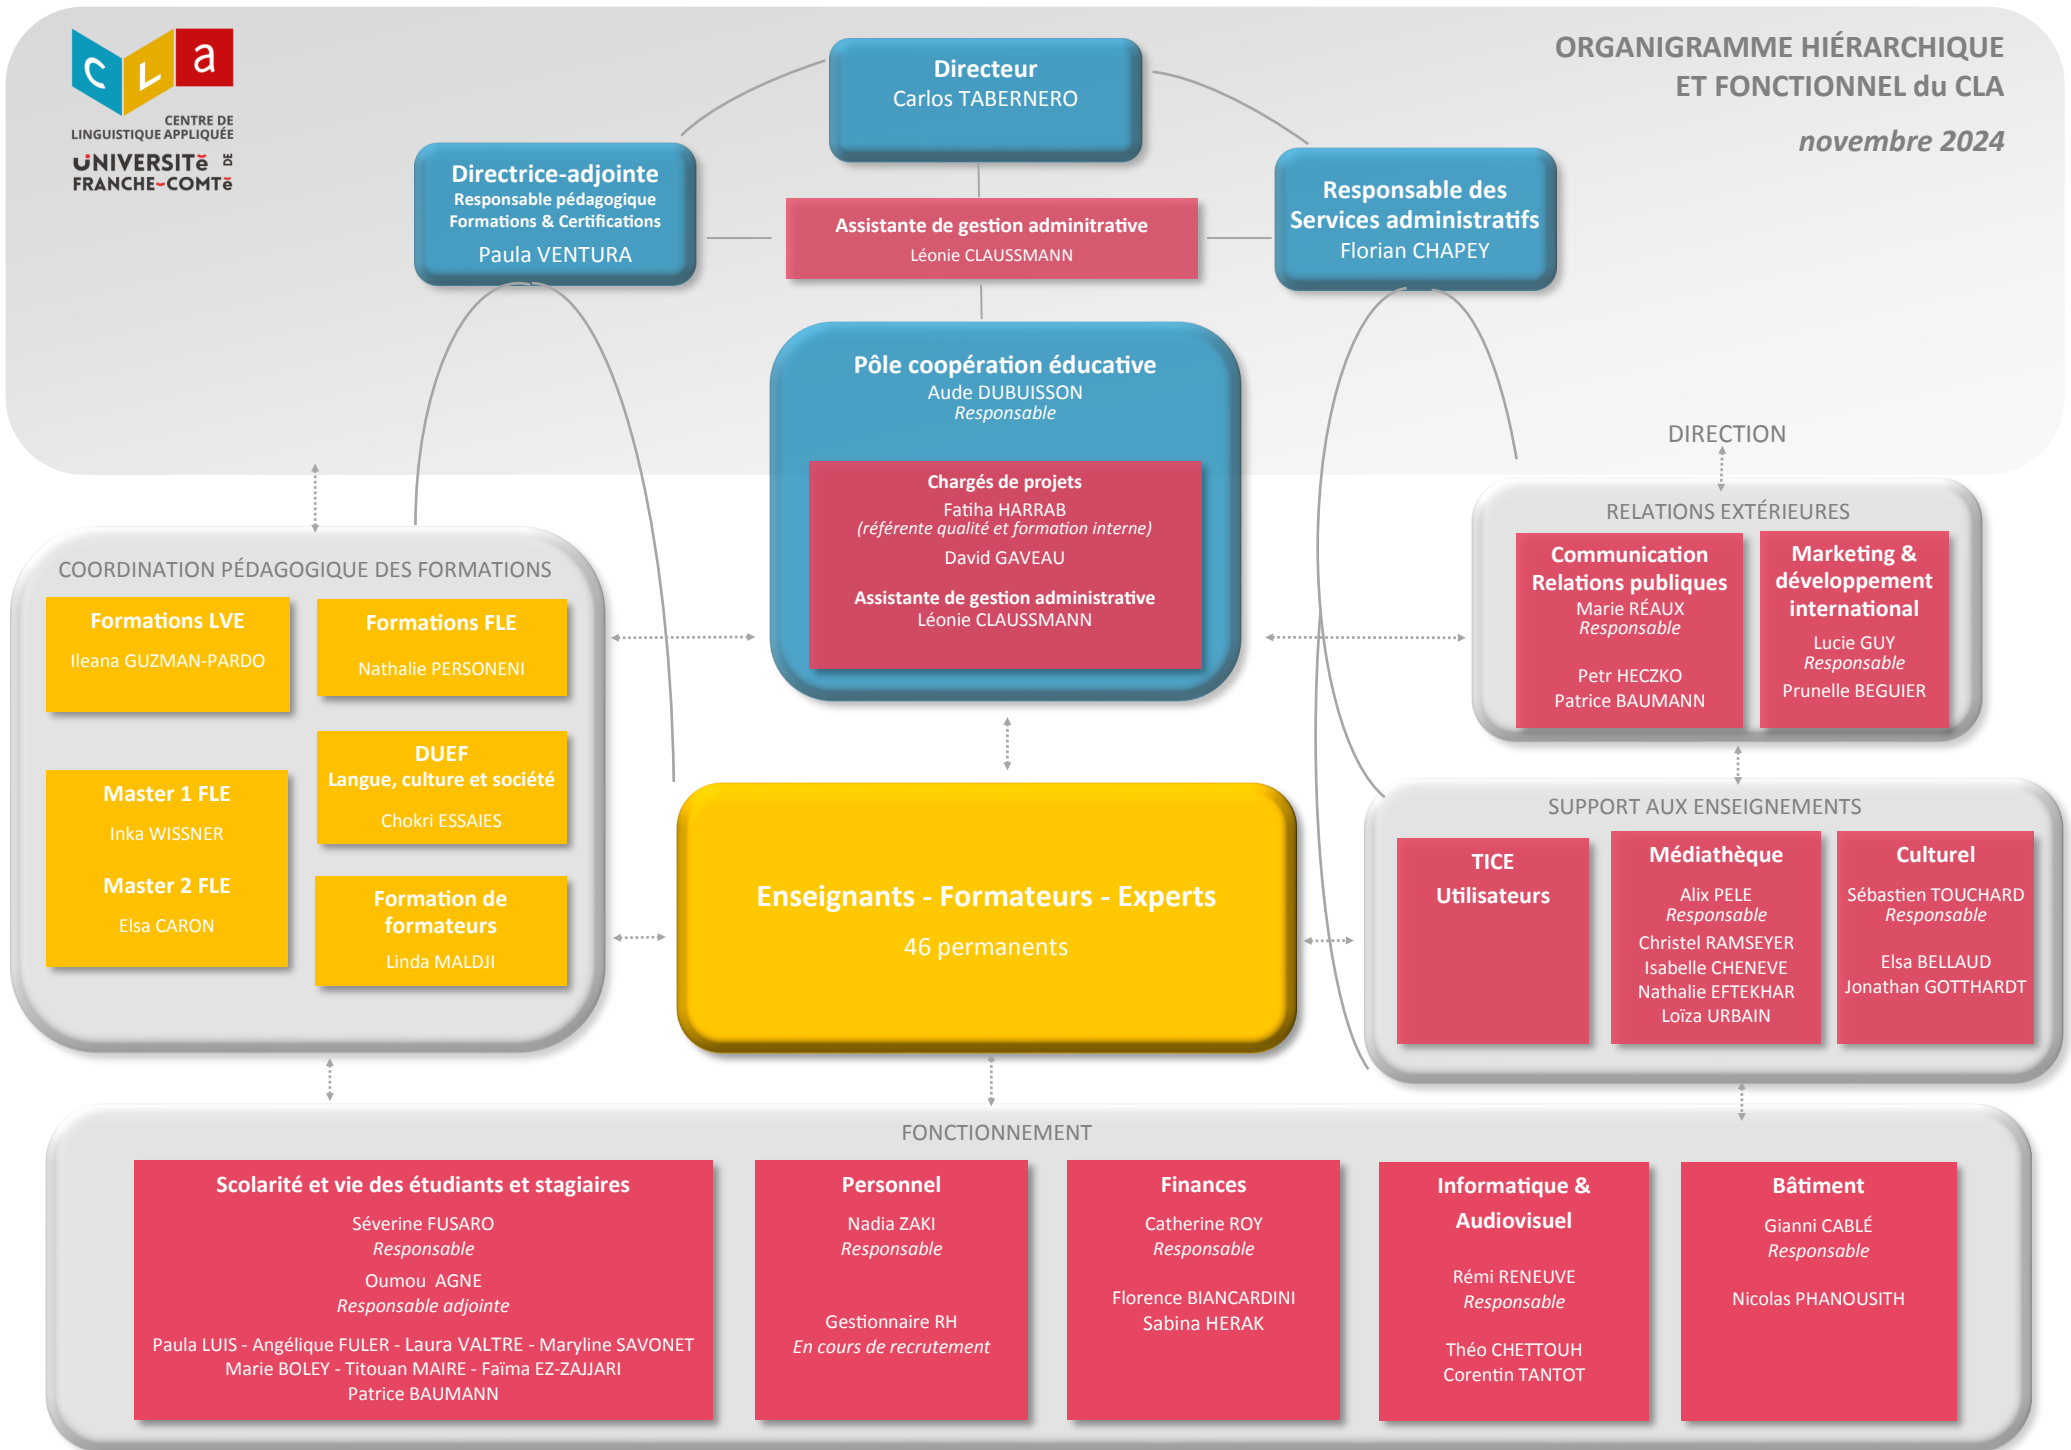 CLa
CENTRE DE
LINGUISTIQUE APPLIQUÉE
UNIVERSITĕ DE
FRANCHE-COMTĕ
ORGANIGRAMME HIÉRARCHIQUE
ET FONCTIONNEL du CLA
novembre 2024
Directeur
Carlos TABERNERO
Directrice-adjointe
Responsable pédagogique
Formations & Certifications
Paula VENTURA
Assistante de gestion adminitrative
Léonie CLAUSSMANN
Responsable des
Services administratifs
Florian CHAPEY
Pôle coopération éducative
Aude DUBUISSON
Responsable
Chargés de projets
Fatiha HARRAB
(référente qualité et formation interne)
David GAVEAU
Assistante de gestion administrative
Léonie CLAUSSMANN
DIRECTION
COORDINATION PÉDAGOGIQUE DES FORMATIONS
Formations LVE
Ileana GUZMAN-PARDO
Formations FLE
Nathalie PERSONENI
DUEF
Langue, culture et société
Chokri ESSAIES
Master 1 FLE
Inka WISSNER
Master 2 FLE
Elsa CARON
Formation de
formateurs
Linda MALDJI
RELATIONS EXTÉRIEURES
Communication
Relations publiques
Marie RÉAUX
Responsable
Petr HECZKO
Patrice BAUMANN
Marketing &
développement
international
Lucie GUY
Responsable
Prunelle BEGUIER
Enseignants - Formateurs - Experts
46 permanents
SUPPORT AUX ENSEIGNEMENTS
TICE
Utilisateurs
Médiathèque
Alix PELE
Responsable
Christel RAMSEYER
Isabelle CHENEVE
Nathalie EFTEKHAR
Loïza URBAIN
Culturel
Sébastien TOUCHARD
Responsable
Elsa BELLAUD
Jonathan GOTTHARDT
FONCTIONNEMENT
Scolarité et vie des étudiants et stagiaires
Séverine FUSARO
Responsable
Oumou  AGNE
Responsable adjointe
Paula LUIS - Angélique FULER - Laura VALTRE - Maryline SAVONET
Marie BOLEY - Titouan MAIRE - Faïma EZ-ZAJJARI
Patrice BAUMANN
Personnel
Nadia ZAKI
Responsable
Gestionnaire RH
En cours de recrutement
Finances
Catherine ROY
Responsable
Florence BIANCARDINI
Sabina HERAK
Informatique &
Audiovisuel
Rémi RENEUVE
Responsable
Théo CHETTOUH
Corentin TANTOT
Bâtiment
Gianni CABLÉ
Responsable
Nicolas PHANOUSITH